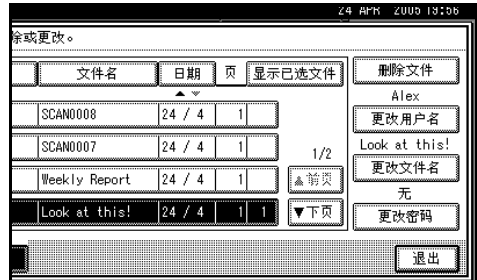 24 APR 2005 19:56
除或更改。
文件名 日期 页 显示已选文件 删除文件
Alex
SCAN0008 24 / 4 1 更改用户名
SCAN0007 24 / 4 1 1/2 Look at this!
更改文件名
Weekly Report 24 / 4 1 ▲前页 无
Look at this! 24 / 4 1 1 ▼下页 更改密码
退出